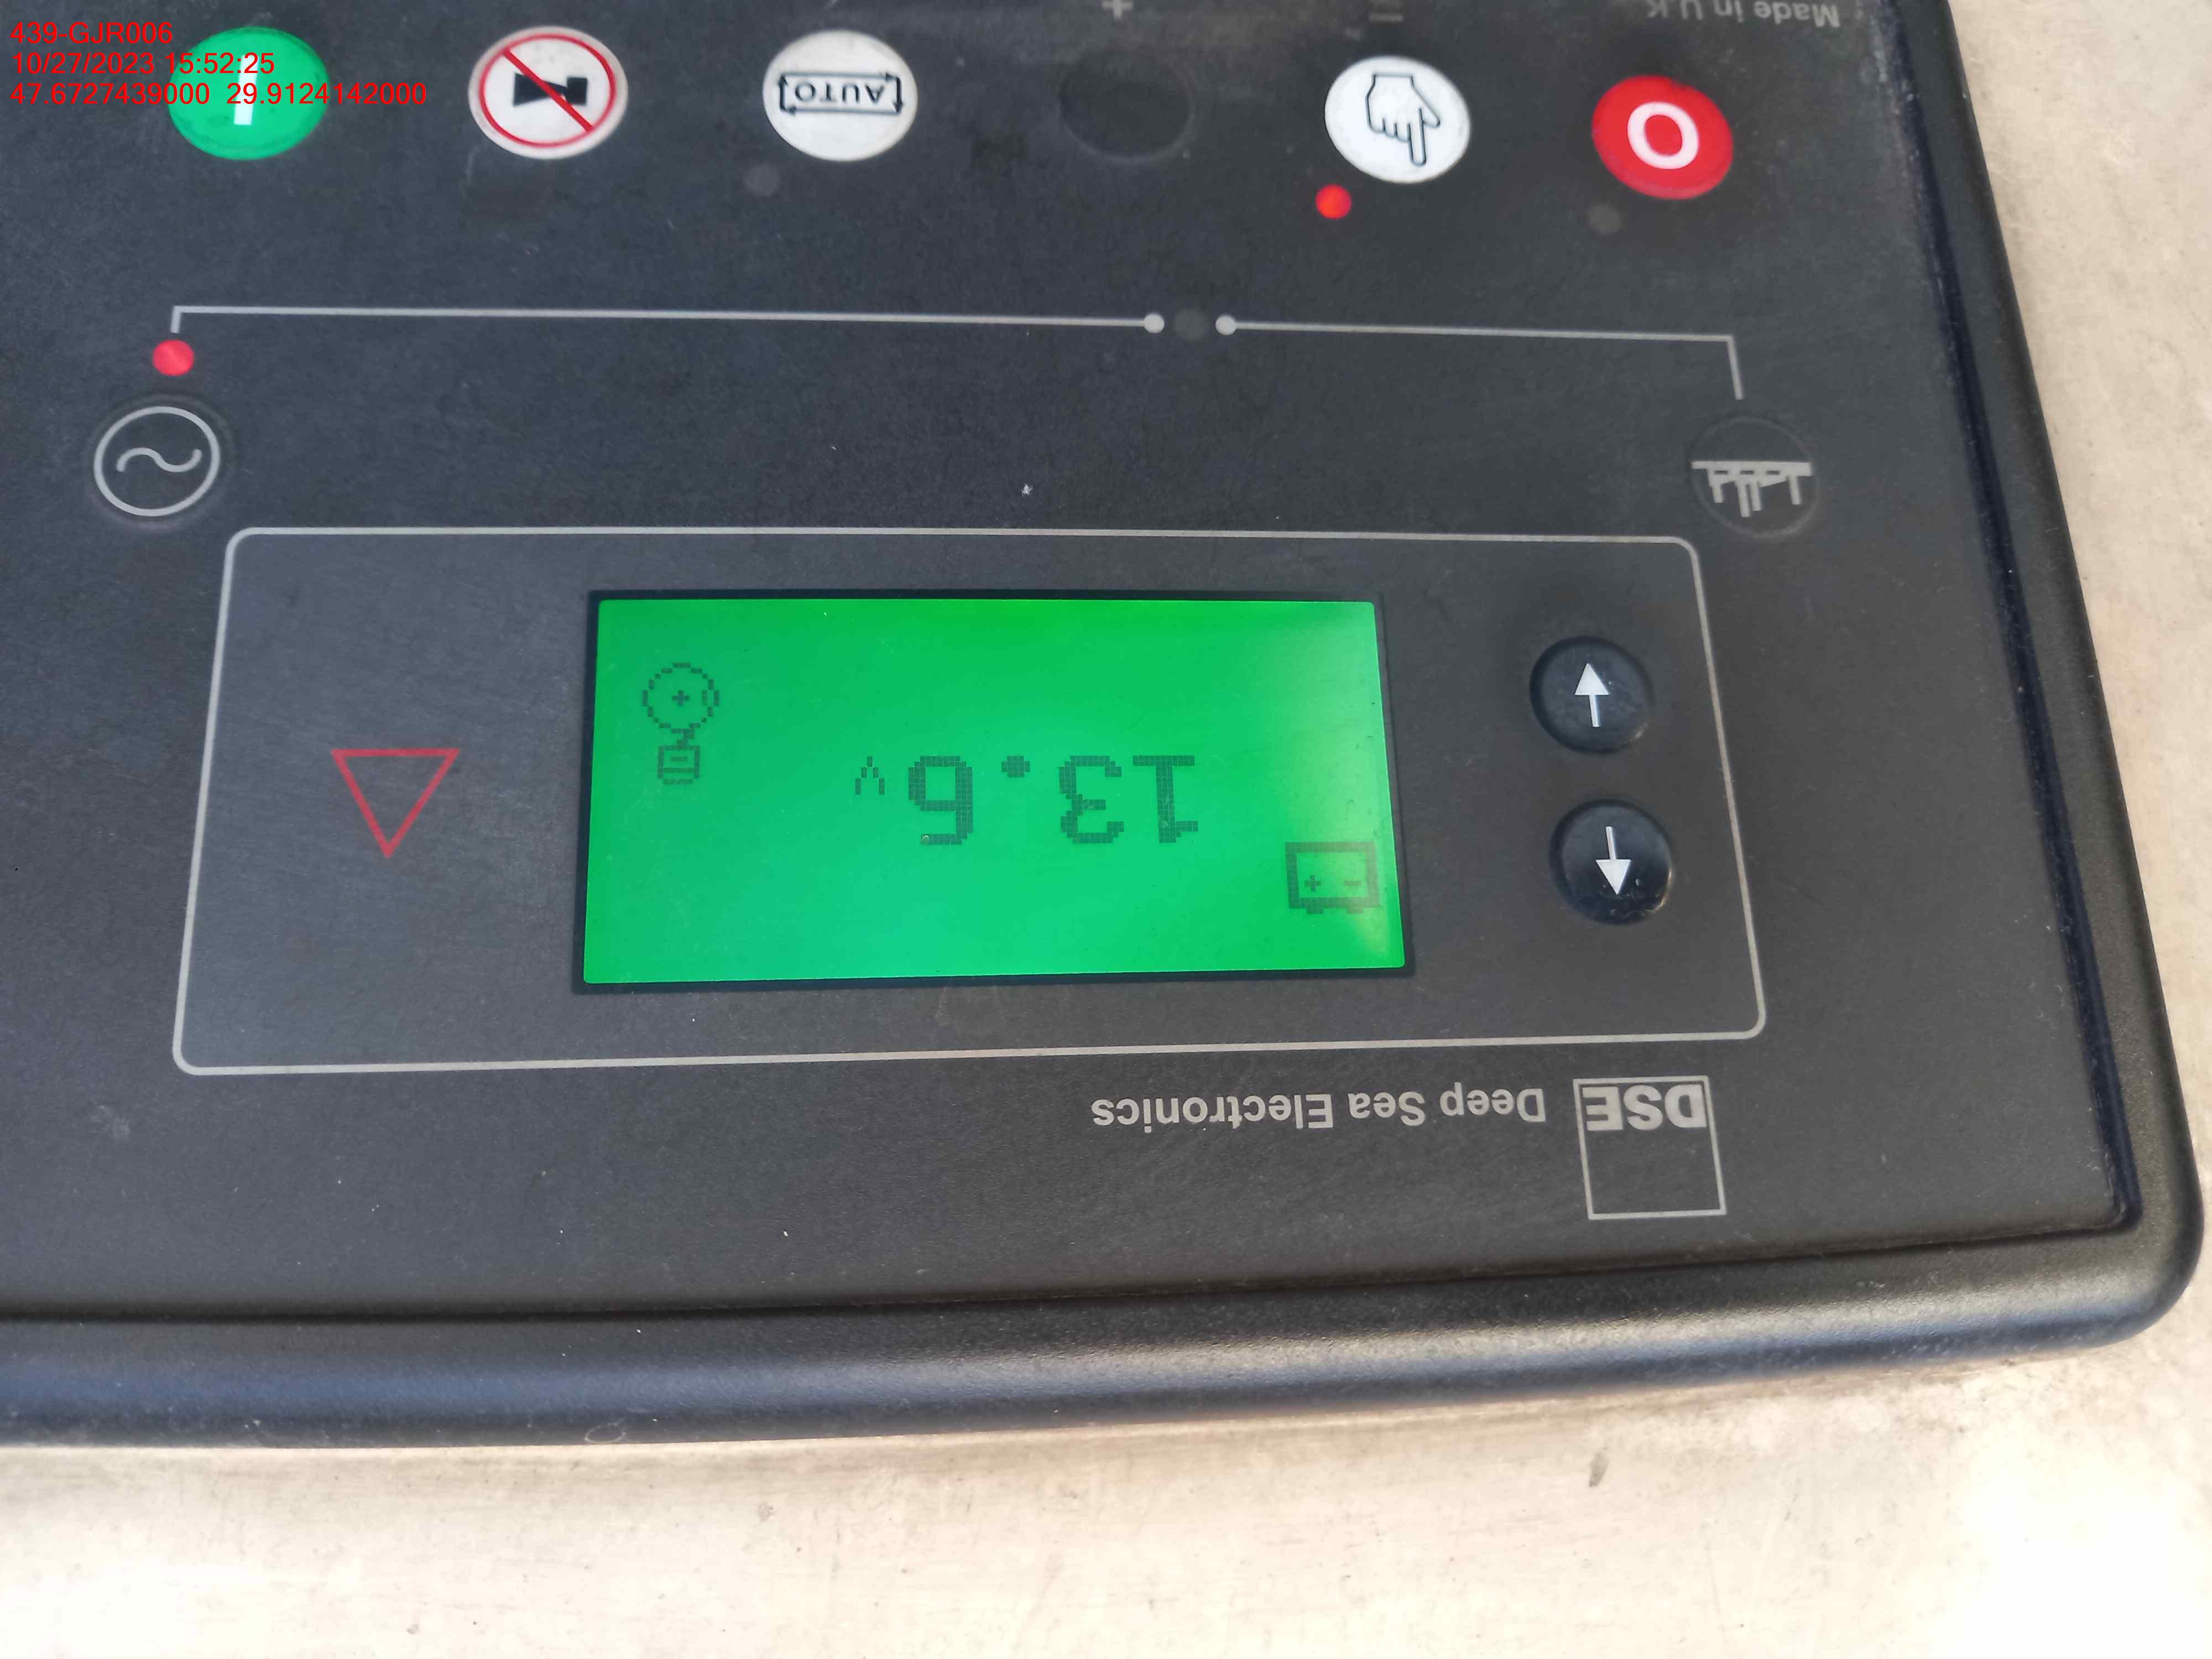 439-GJR006
10/27/2023 15:52:25
47.6727439000 29.9124142000
DSE Deep Sea Electronics
13.6 V
O
AUTO
I
Made in U.K